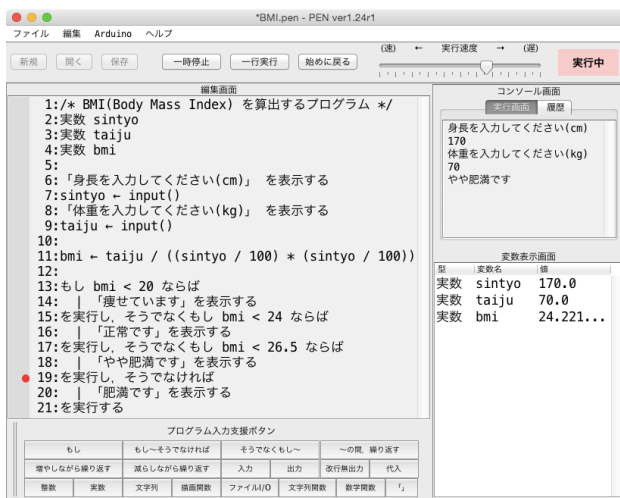 *BMI.pen - PEN ver1.24r1
ファイル 編集 Arduino ヘルプ
新規 開く 保存 一時停止 一行実行 始めに戻る (速) ← 実行速度 → (遅) 実行中
編集画面
1:/* BMI(Body Mass Index) を算出するプログラム */
2:実数 sintyo
3:実数 taiju
4:実数 bmi
5:
6:「身長を入力してください(cm)」 を表示する
7:sintyo ← input()
8:「体重を入力してください(kg)」 を表示する
9:taiju ← input()
10:
11:bmi ← taiju / ((sintyo / 100) * (sintyo / 100))
12:
13:もし bmi < 20 ならば
14: | 「痩せています」を表示する
15:を実行し，そうでなくもし bmi < 24 ならば
16: | 「正常です」を表示する
17:を実行し，そうでなくもし bmi < 26.5 ならば
18: | 「やや肥満です」を表示する
19:を実行し，そうでなければ
20: | 「肥満です」を表示する
21:を実行する
プログラム入力支援ボタン
もし もし〜そうでなければ そうでなくもし〜 〜の間，繰り返す
増やしながら繰り返す 減らしながら繰り返す 入力 出力 改行無出力 代入
整数 実数 文字列 描画関数 ファイルI/O 文字列関数 数学関数 「」
コンソール画面
実行画面 履歴
身長を入力してください(cm)
170
体重を入力してください(kg)
70
やや肥満です
変数表示画面
型 変数名 値
実数 sintyo 170.0
実数 taiju 70.0
実数 bmi 24.221...